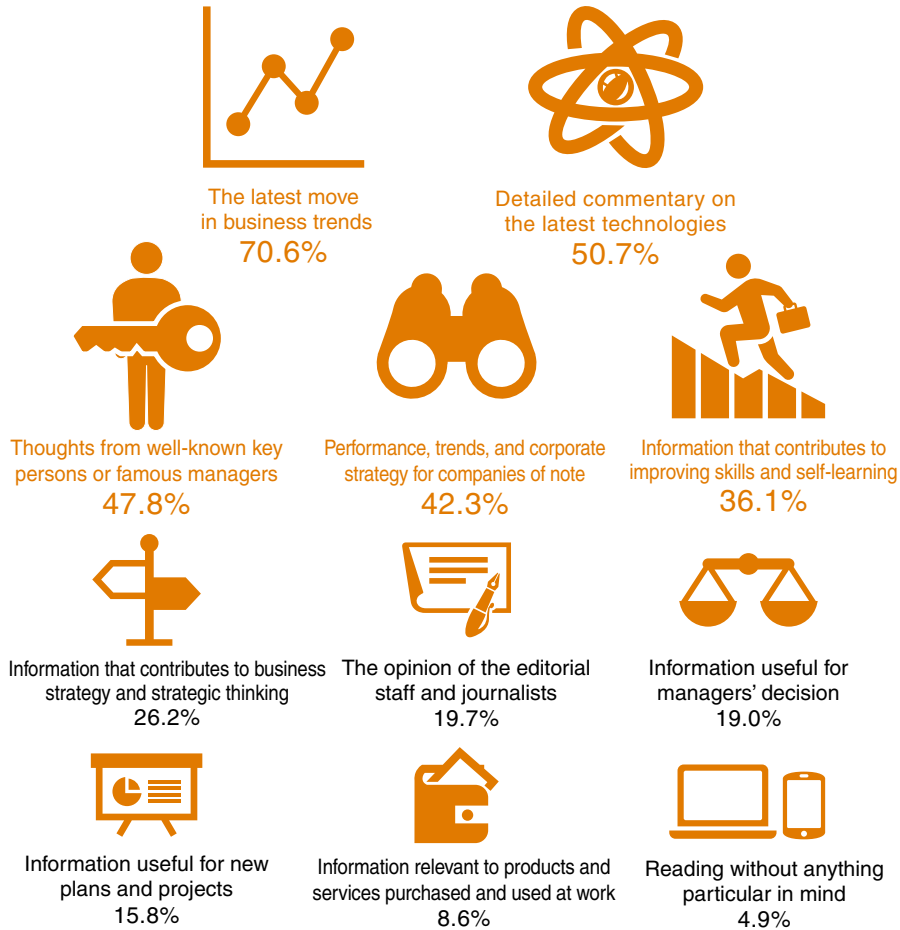 The latest move
in business trends
70.6%
Detailed commentary on
the latest technologies
50.7%
Thoughts from well-known key
persons or famous managers
47.8%
Performance, trends, and corporate
strategy for companies of note
42.3%
Information that contributes to
improving skills and self-learning
36.1%
Information that contributes to business
strategy and strategic thinking
26.2%
The opinion of the editorial
staff and journalists
19.7%
Information useful for
managers’ decision
19.0%
Information useful for new
plans and projects
15.8%
Information relevant to products and
services purchased and used at work
8.6%
Reading without anything
particular in mind
4.9%